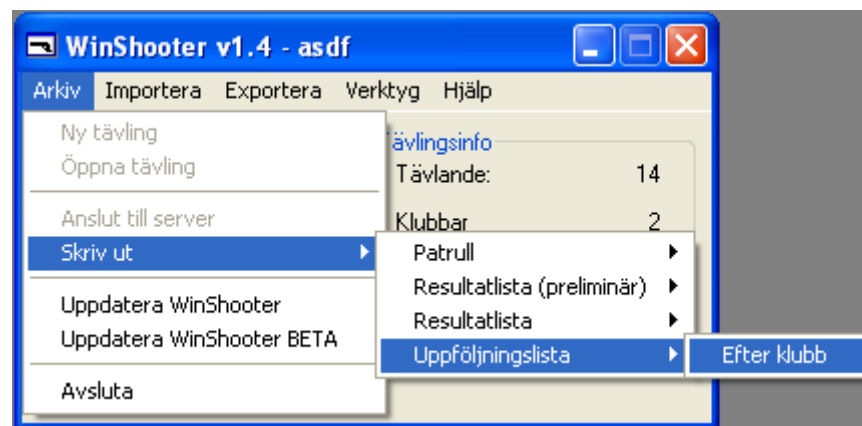 WinShooter v1.4 - asdf
Arkiv Importera Exportera Verktyg Hjälp
Ny tävling
Öppna tävling
Anslut till server
Skriv ut
Uppdatera WinShooter
Uppdatera WinShooter BETA
Avsluta
ävlingsinfo
Tävlande: 14
Klubbar 2
Patrull
Resultatlista (preliminär)
Resultatlista
Uppföljningslista
Efter klubb